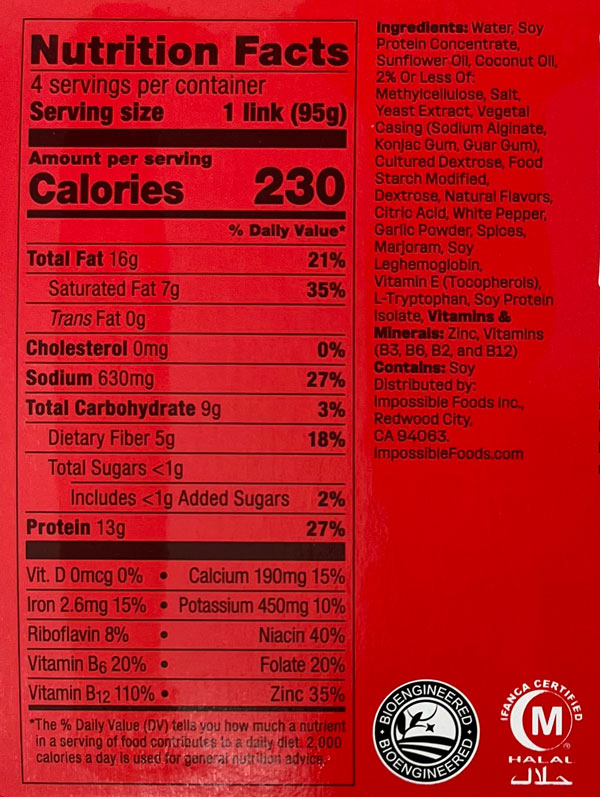 Nutrition Facts
4 servings per container
Serving size 1 link (95g)
Amount per serving
Calories 230
% Daily Value*
Total Fat 16g 21%
Saturated Fat 7g 35%
Trans Fat 0g
Cholesterol 0mg 0%
Sodium 630mg 27%
Total Carbohydrate 9g 3%
Dietary Fiber 5g 18%
Total Sugars <1g
Includes <1g Added Sugars 2%
Protein 13g 27%
Vit. D 0mcg 0% • Calcium 190mg 15%
Iron 2.6mg 15% • Potassium 450mg 10%
Riboflavin 8% • Niacin 40%
Vitamin B6 20% • Folate 20%
Vitamin B12 110% • Zinc 35%
*The % Daily Value (DV) tells you how much a nutrient
in a serving of food contributes to a daily diet. 2,000
calories a day is used for general nutrition advice.
Ingredients: Water, Soy
Protein Concentrate,
Sunflower Oil, Coconut Oil,
2% Or Less Of:
Methylcellulose, Salt,
Yeast Extract, Vegetal
Casing (Sodium Alginate,
Konjac Gum, Guar Gum),
Cultured Dextrose, Food
Starch Modified,
Dextrose, Natural Flavors,
Citric Acid, White Pepper,
Garlic Powder, Spices,
Marjoram, Soy
Leghemoglobin,
Vitamin E (Tocopherols),
L-Tryptophan, Soy Protein
Isolate, Vitamins &
Minerals: Zinc, Vitamins
(B3, B6, B2, and B12)
Contains: Soy
Distributed by:
Impossible Foods Inc.,
Redwood City,
CA 94063.
ImpossibleFoods.com
BIOENGINEERED
BIOENGINEERED
IFANCA CERTIFIED
M
®
HALAL
حلال